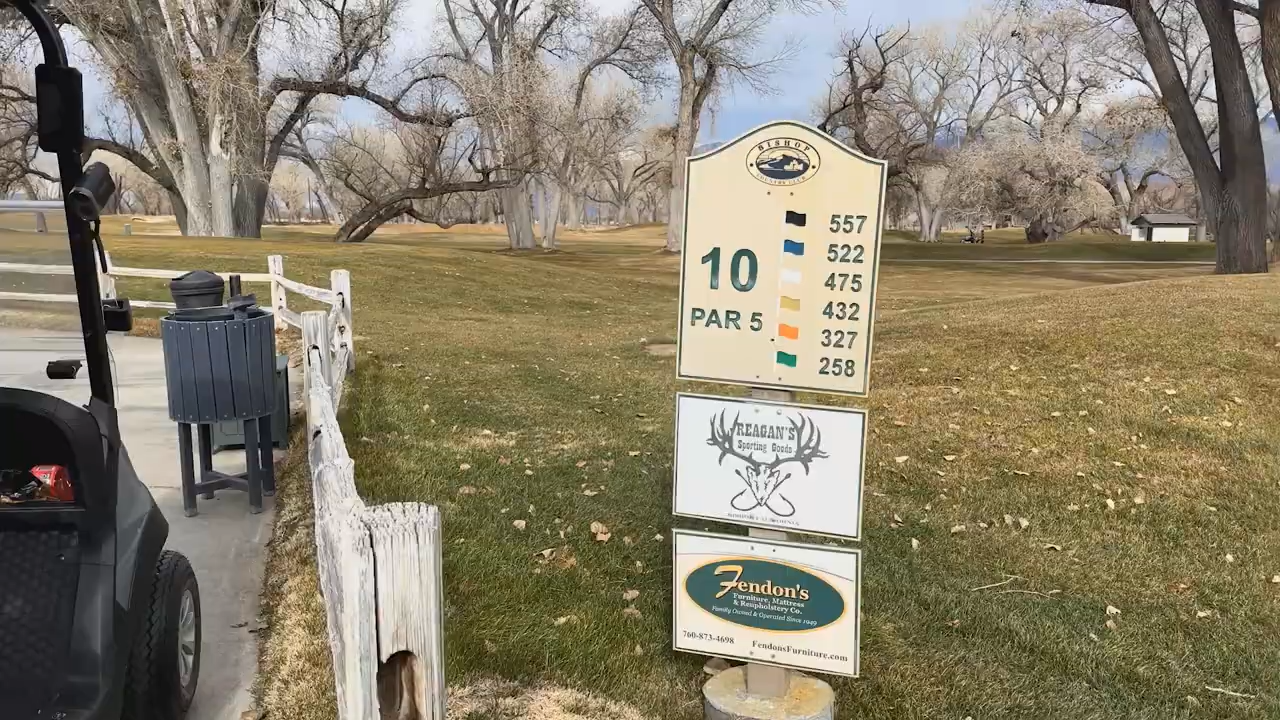 BISHOP
COUNTRY CLUB
10
PAR 5
557
522
475
432
327
258
REAGAN'S
Sporting Goods
Fendon's
Furniture, Mattress
& Reupholstery Co.
Family Owned & Operated Since 1949
760-873-4698 FendonsFurniture.com